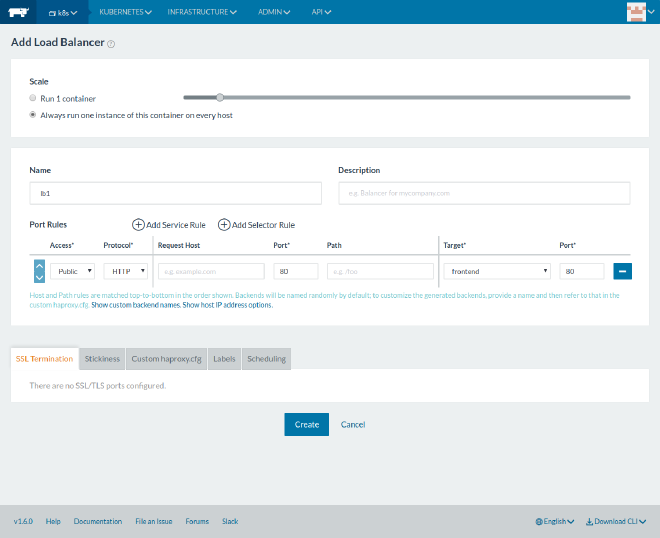 k8s KUBERNETES INFRASTRUCTURE ADMIN API
Add Load Balancer
Scale
Run 1 container
Always run one instance of this container on every host
Name Description
lb1 e.g. Balancer for mycompany.com
Port Rules Add Service Rule Add Selector Rule
Access* Protocol* Request Host Port* Path Target* Port*
Public HTTP e.g. example.com 80 e.g. /foo frontend 80
Host and Path rules are matched top-to-bottom in the order shown. Backends will be named randomly by default; to customize the generated backends, provide a name and then refer to that in the
custom haproxy.cfg. Show custom backend names. Show host IP address options.
SSL Termination Stickiness Custom haproxy.cfg Labels Scheduling
There are no SSL/TLS ports configured.
Create Cancel
v1.6.0 Help Documentation File an Issue Forums Slack English Download CLI